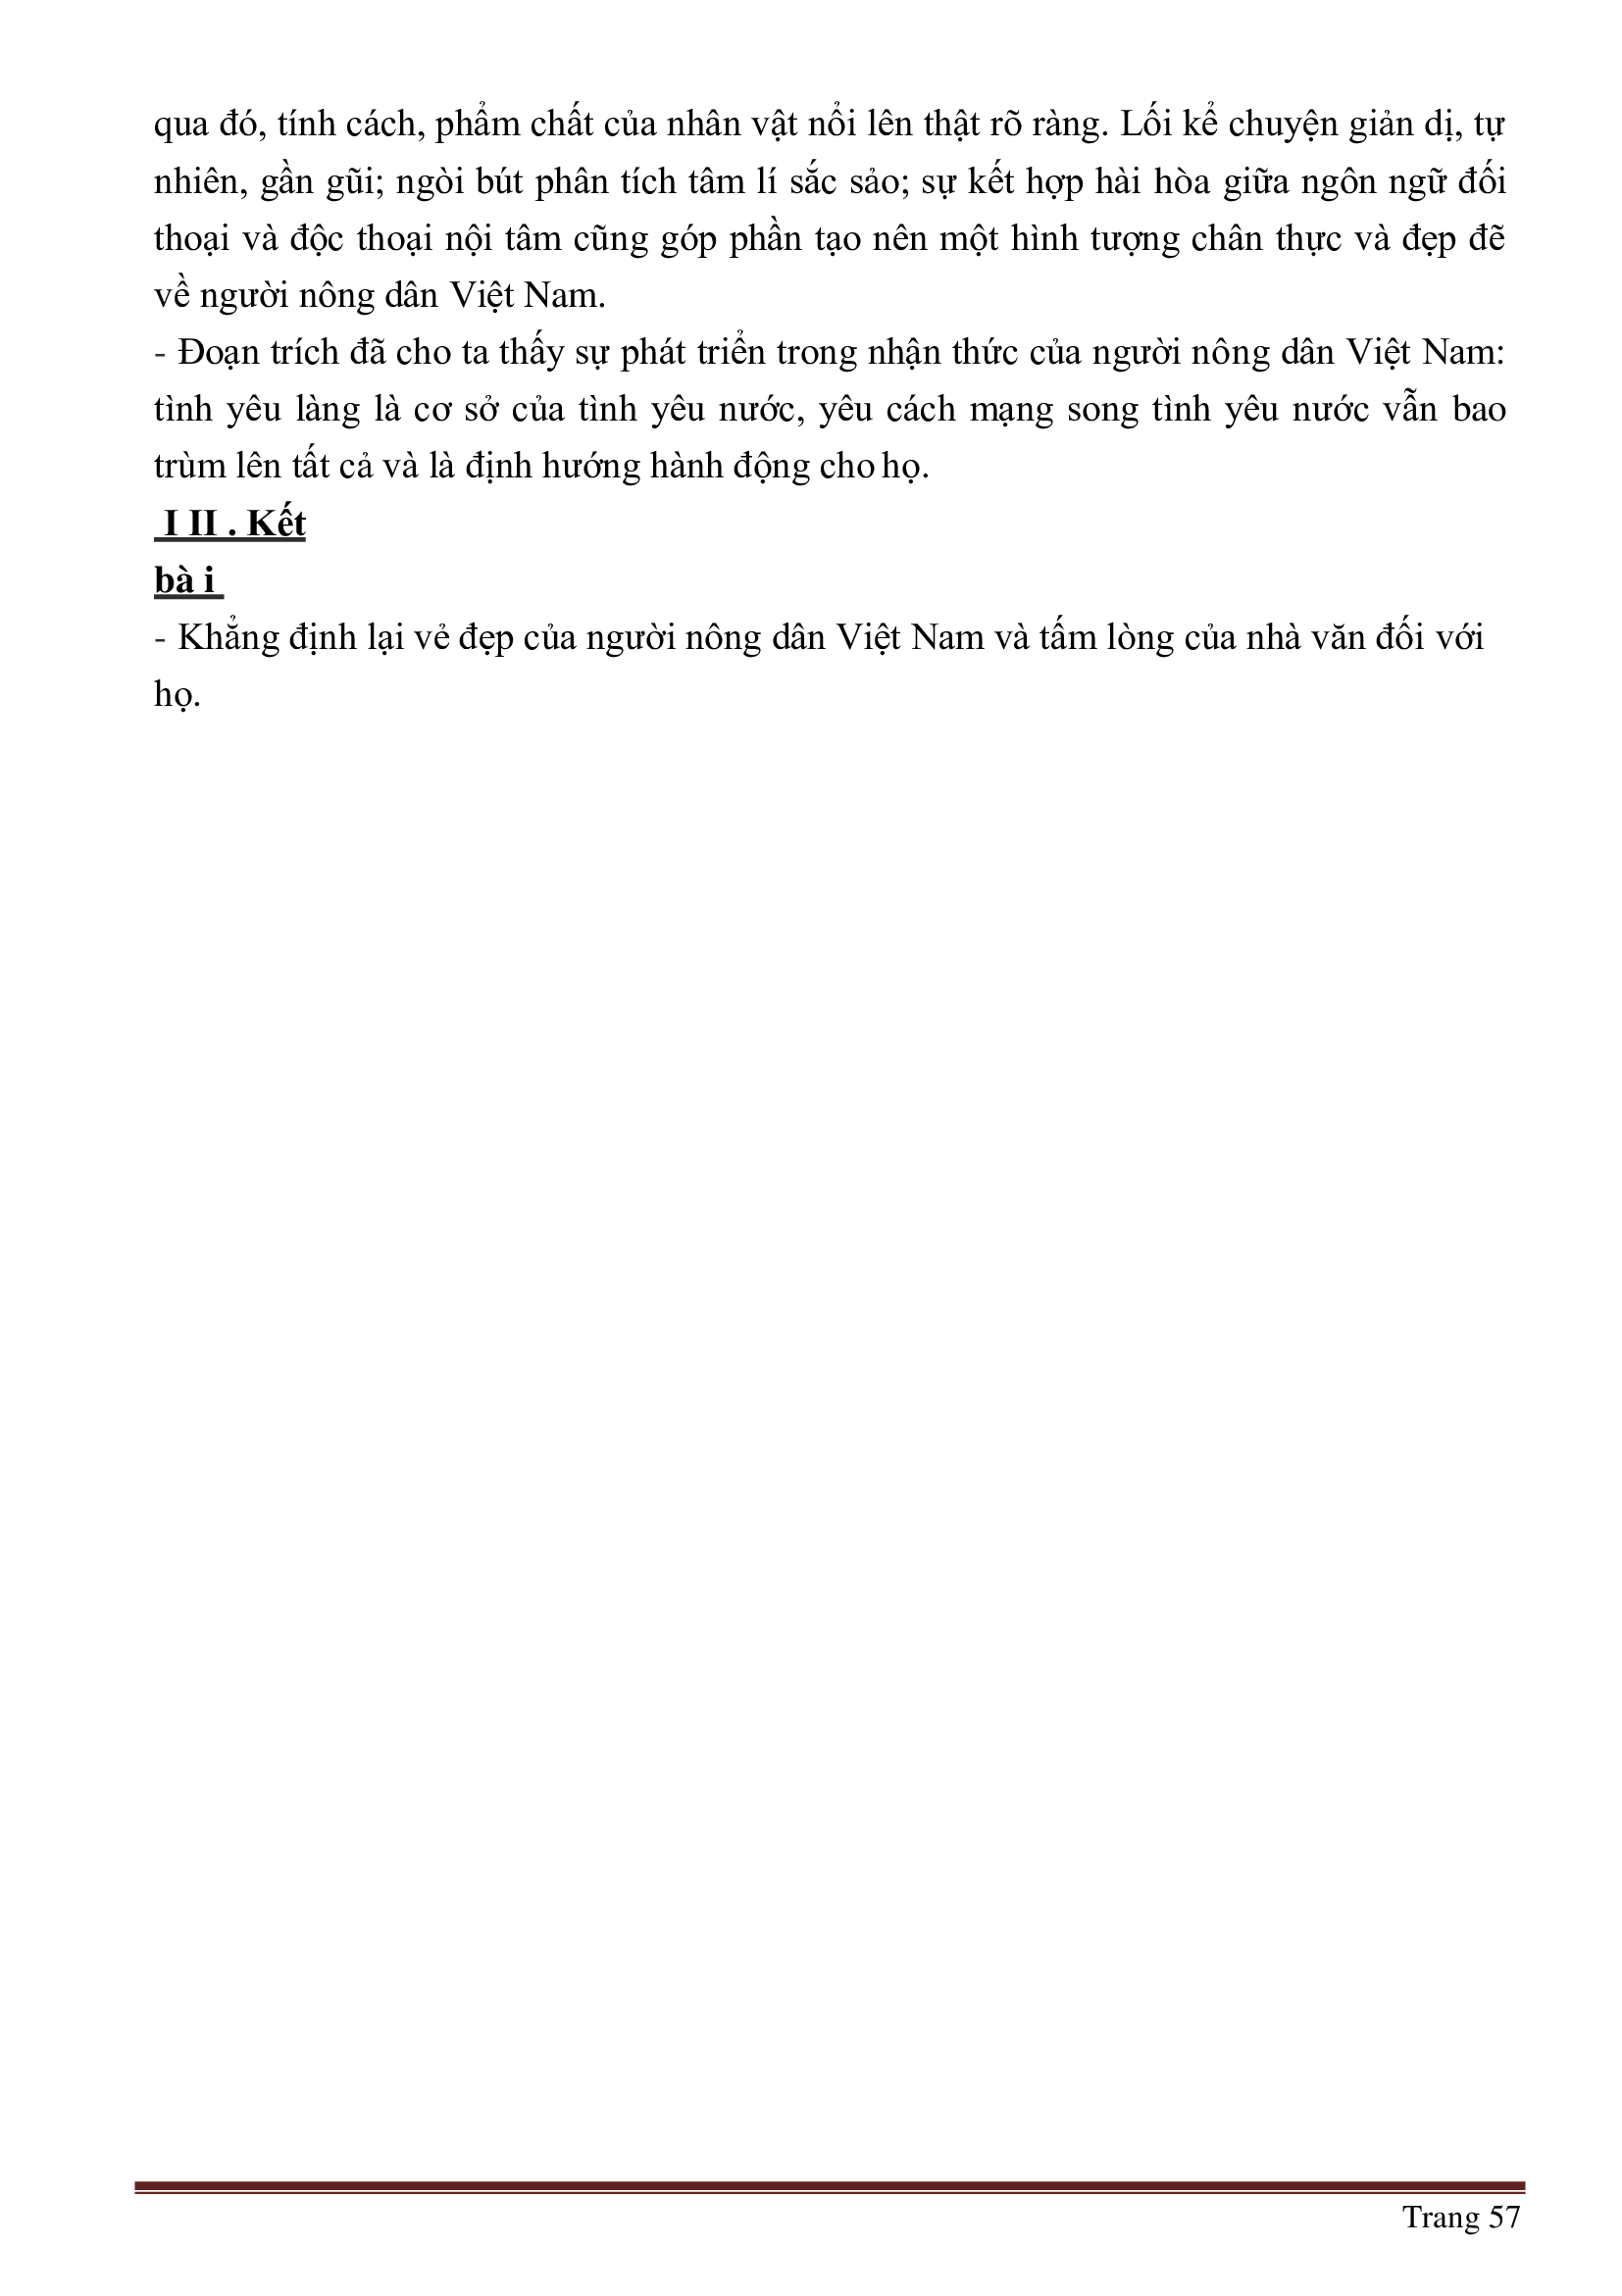 qua đó, tính cách, phẩm chất của nhân vật nổi lên thật rõ ràng. Lối kể chuyện giản dị, tự
nhiên, gần gũi; ngòi bút phân tích tâm lí sắc sảo; sự kết hợp hài hòa giữa ngôn ngữ đối
thoại và độc thoại nội tâm cũng góp phần tạo nên một hình tượng chân thực và đẹp đẽ
về người nông dân Việt Nam.
- Đoạn trích đã cho ta thấy sự phát triển trong nhận thức của người nông dân Việt Nam:
tình yêu làng là cơ sở của tình yêu nước, yêu cách mạng song tình yêu nước vẫn bao
trùm lên tất cả và là định hướng hành động cho họ.
I II . Kết
bà i
- Khẳng định lại vẻ đẹp của người nông dân Việt Nam và tấm lòng của nhà văn đối với
họ.
Trang 57